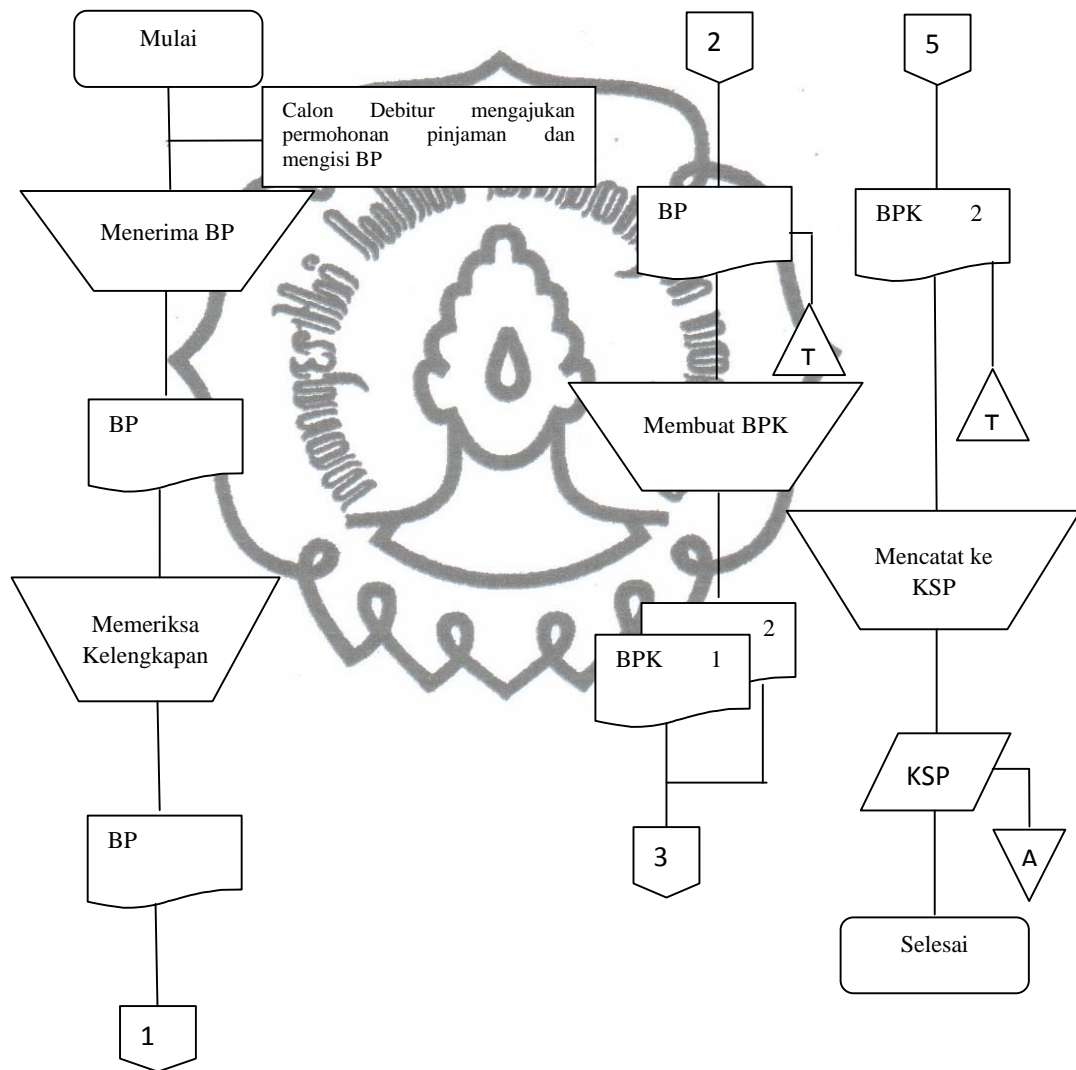 Mulai
Calon Debitur mengajukan
permohonan pinjaman dan
mengisi BP
Menerima BP
BP
Memeriksa
Kelengkapan
BP
1
2
BP
T
Membuat BPK
2
BPK 1
3
5
BPK 2
T
Mencatat ke
KSP
KSP
A
Selesai